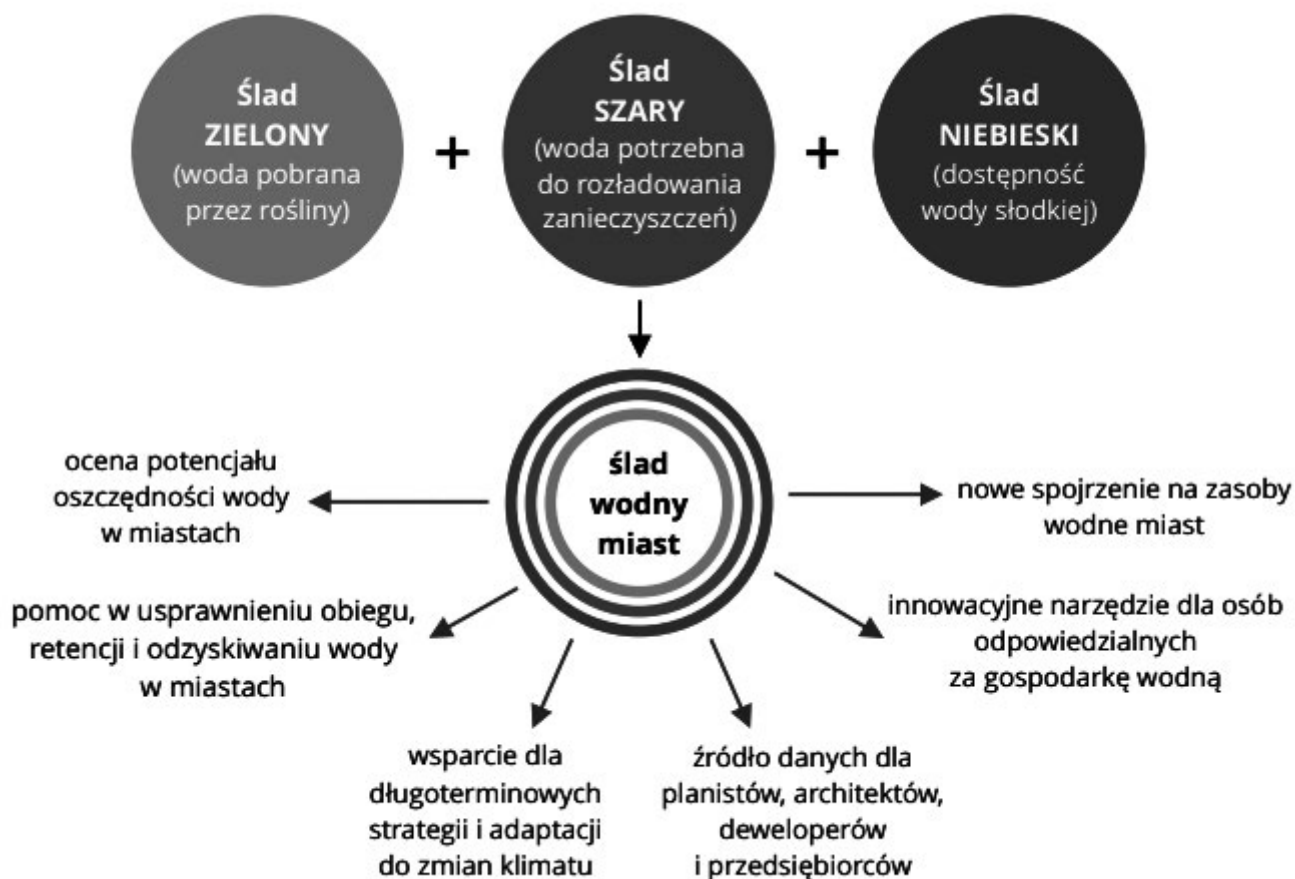 Ślad
ZIELONY
(woda pobrana
przez rośliny)
+
Ślad
SZARY
(woda potrzebna
do rozładowania
zanieczyszczeń)
+
Ślad
NIEBIESKI
(dostępność
wody słodkiej)
ślad
wodny
miast
ocena potencjału
oszczędności wody
w miastach
nowe spojrzenie na zasoby
wodne miast
pomoc w usprawnieniu obiegu,
retencji i odzyskiwaniu wody
w miastach
innowacyjne narzędzie dla osób
odpowiedzialnych
za gospodarkę wodną
wsparcie dla
długoterminowych
strategii i adaptacji
do zmian klimatu
źródło danych dla
planistów, architektów,
deweloperów
i przedsiębiorców